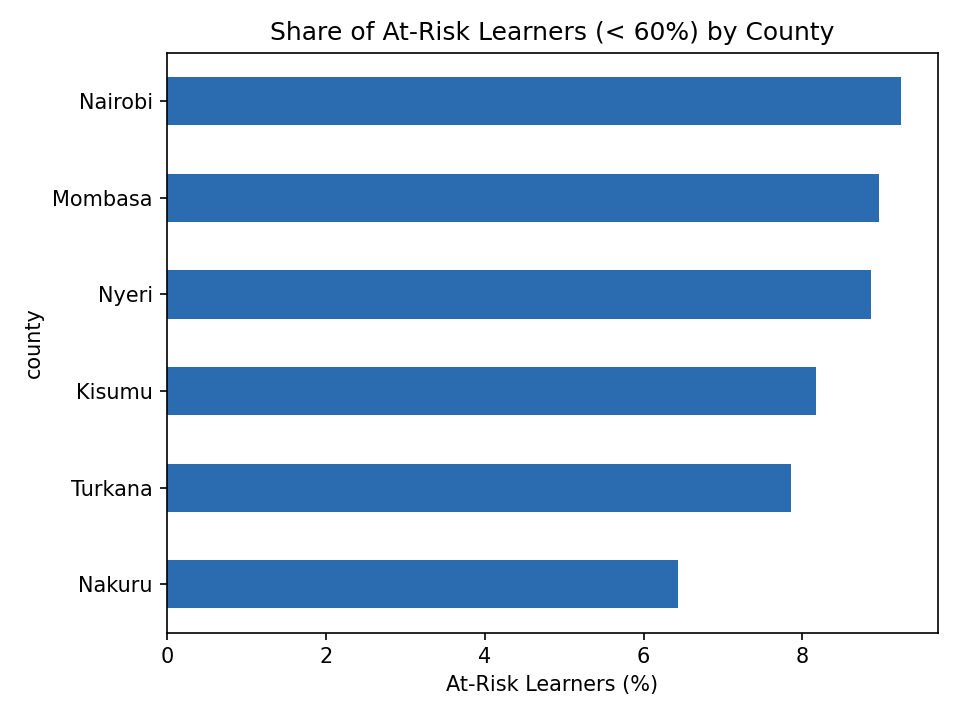 Share of At-Risk Learners (< 60%) by County
Nairobi
Mombasa
Nyeri
Kisumu
Turkana
Nakuru
county
0 2 4 6 8
At-Risk Learners (%)